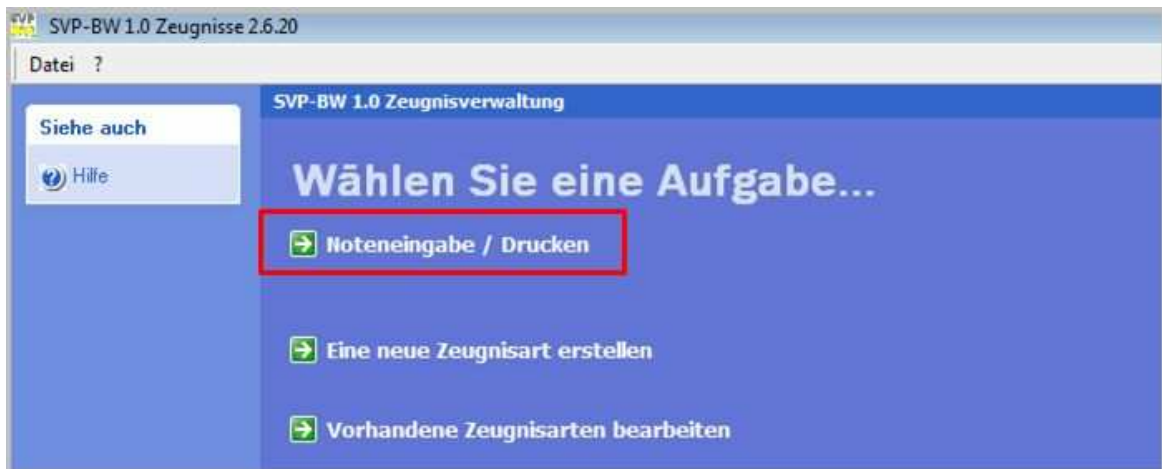 SVP-BW 1.0 Zeugnisse 2.6.20
Datei ?
Siehe auch
Hilfe
SVP-BW 1.0 Zeugnisverwaltung
Wählen Sie eine Aufgabe...
Noteneingabe / Drucken
Eine neue Zeugnisart erstellen
Vorhandene Zeugnisarten bearbeiten